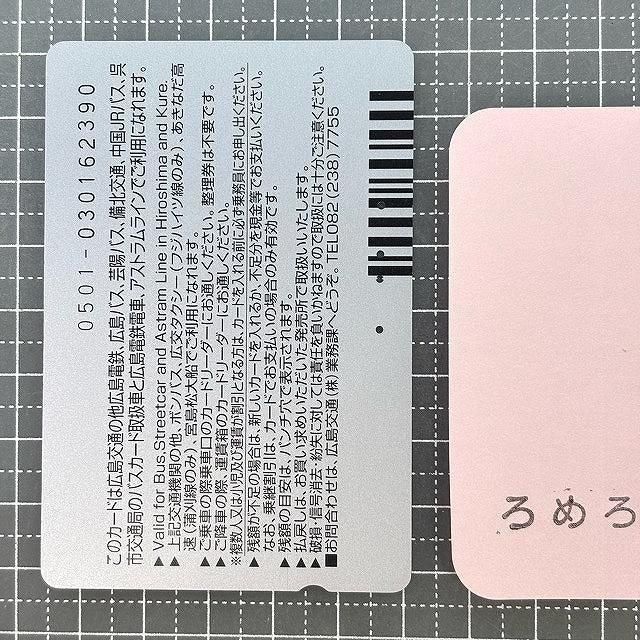 0501-030162390
このカードは広島交通の他広島電鉄、広島バス、芸陽バス、備北交通、中国JRバス、呉
市交通局のバスカード取扱車と広島電鉄電車、アストラムラインでご利用になれます。
▶Valid for Bus,Streetcar and Astram Line in Hiroshima and Kure.
▶上記交通機関の他、ボンバス、広交タクシー(フジハイツ線のみ)、あきなだ高
速(蒲刈線のみ)、宮島松大船でご利用になれます。
▶ご乗車の際乗車口のカードリーダーにお通しください。整理券は不要です。
▶ご降車の際、運賃箱のカードリーダーにお通しください。
※複数人又は小児及び運賃が割引となる方は、カードを入れる前に必ず乗務員にお申し出ください。
▶残額が不足の場合は、新しいカードを入れるか、不足分を現金等でお支払いください。
なお、乗継割引は、カードでお支払いの場合のみ有効です。
▶残額の目安は、パンチ穴で表示されます。
▶払戻しは、お買い求めいただいた発売所で取扱いいたします。
▶破損・信号消去・紛失に対しては責任を負いかねますので取扱には十分ご注意ください。
■お問合わせは、広島交通(株)業務課へどうぞ。TEL082(238)7755
ろめろ